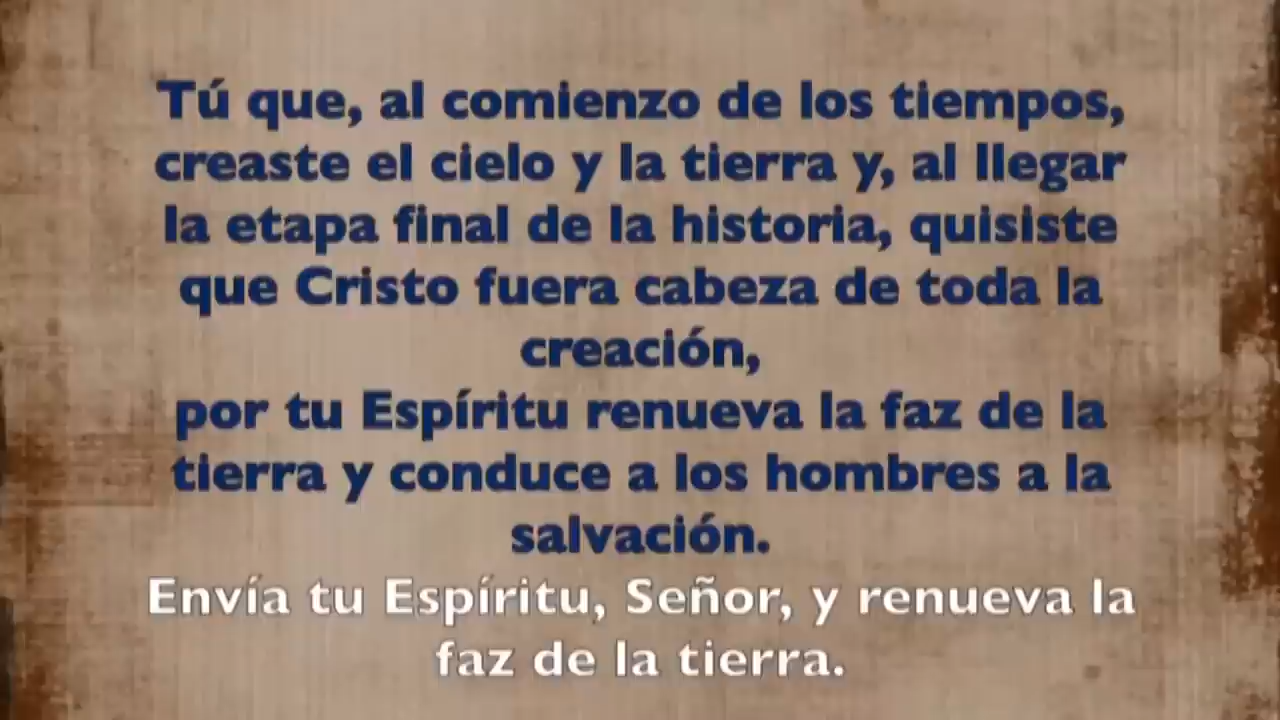 Tú que, al comienzo de los tiempos,
creaste el cielo y la tierra y, al llegar
la etapa final de la historia, quisiste
que Cristo fuera cabeza de toda la
creación,
por tu Espíritu renueva la faz de la
tierra y conduce a los hombres a la
salvación.
Envía tu Espíritu, Señor, y renueva la
faz de la tierra.